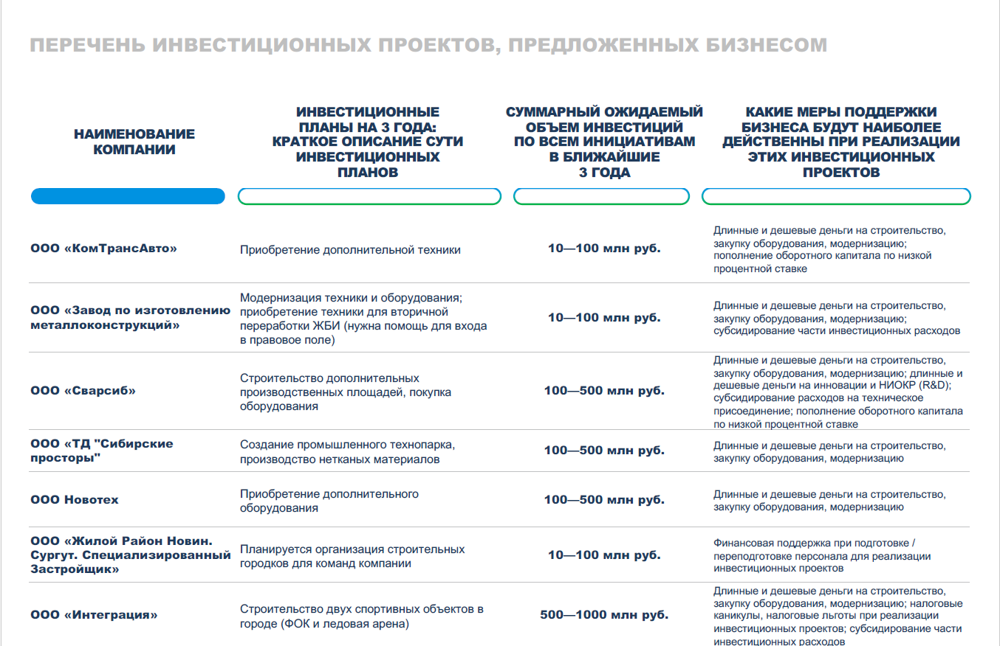 ПЕРЕЧЕНЬ ИНВЕСТИЦИОННЫХ ПРОЕКТОВ, ПРЕДЛОЖЕННЫХ БИЗНЕСОМ
НАИМЕНОВАНИЕ
КОМПАНИИ
ИНВЕСТИЦИОННЫЕ
ПЛАНЫ НА 3 ГОДА:
КРАТКОЕ ОПИСАНИЕ СУТИ
ИНВЕСТИЦИОННЫХ
ПЛАНОВ
СУММАРНЫЙ ОЖИДАЕМЫЙ
ОБЪЕМ ИНВЕСТИЦИЙ
ПО ВСЕМ ИНИЦИАТИВАМ
В БЛИЖАЙШИЕ
3 ГОДА
КАКИЕ МЕРЫ ПОДДЕРЖКИ
БИЗНЕСА БУДУТ НАИБОЛЕЕ
ДЕЙСТВЕННЫ ПРИ РЕАЛИЗАЦИИ
ЭТИХ ИНВЕСТИЦИОННЫХ
ПРОЕКТОВ
ООО «КомТрансАвто»
Приобретение дополнительной техники
10—100 млн руб.
Длинные и дешевые деньги на строительство,
закупку оборудования, модернизацию;
пополнение оборотного капитала по низкой
процентной ставке
ООО «Завод по изготовлению
металлоконструкций»
Модернизация техники и оборудования;
приобретение техники для вторичной
переработки ЖБИ (нужна помощь для входа
в правовое поле)
10—100 млн руб.
Длинные и дешевые деньги на строительство,
закупку оборудования, модернизацию;
субсидирование части инвестиционных расходов
ООО «Сварсиб»
Строительство дополнительных
производственных площадей, покупка
оборудования
100—500 млн руб.
Длинные и дешевые деньги на строительство,
закупку оборудования, модернизацию; длинные и
дешевые деньги на инновации и НИОКР (R&D);
субсидирование расходов на техническое
присоединение; пополнение оборотного капитала
по низкой процентной ставке
ООО «ТД "Сибирские
просторы"
Создание промышленного технопарка,
производство нетканых материалов
100—500 млн руб.
Длинные и дешевые деньги на строительство,
закупку оборудования, модернизацию
ООО Новотех
Приобретение дополнительного
оборудования
100—500 млн руб.
Длинные и дешевые деньги на строительство,
закупку оборудования, модернизацию
ООО «Жилой Район Новин.
Сургут. Специализированный
Застройщик»
Планируется организация строительных
городков для команд компании
10—100 млн руб.
Финансовая поддержка при подготовке /
переподготовке персонала для реализации
инвестиционных проектов
ООО «Интеграция»
Строительство двух спортивных объектов в
городе (ФОК и ледовая арена)
500—1000 млн руб.
Длинные и дешевые деньги на строительство,
закупку оборудования, модернизацию; налоговые
каникулы, налоговые льготы при реализации
инвестиционных проектов; субсидирование части
инвестиционных расходов